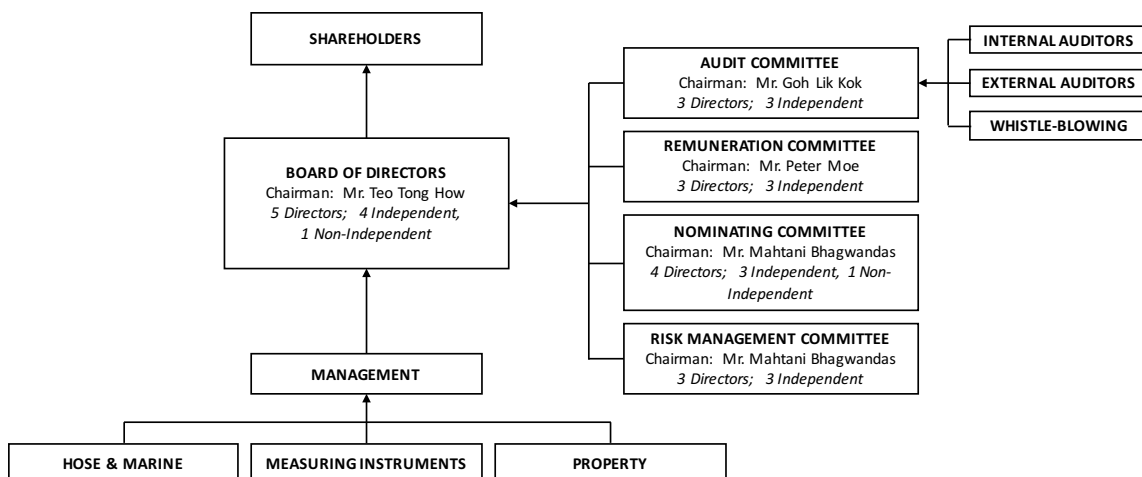 SHAREHOLDERS
BOARD OF DIRECTORS
Chairman: Mr. Teo Tong How
5 Directors; 4 Independent,
1 Non-Independent
MANAGEMENT
HOSE & MARINE
MEASURING INSTRUMENTS
PROPERTY
AUDIT COMMITTEE
Chairman: Mr. Goh Lik Kok
3 Directors; 3 Independent
REMUNERATION COMMITTEE
Chairman: Mr. Peter Moe
3 Directors; 3 Independent
NOMINATING COMMITTEE
Chairman: Mr. Mahtani Bhagwandas
4 Directors; 3 Independent, 1 Non-
Independent
RISK MANAGEMENT COMMITTEE
Chairman: Mr. Mahtani Bhagwandas
3 Directors; 3 Independent
INTERNAL AUDITORS
EXTERNAL AUDITORS
WHISTLE-BLOWING